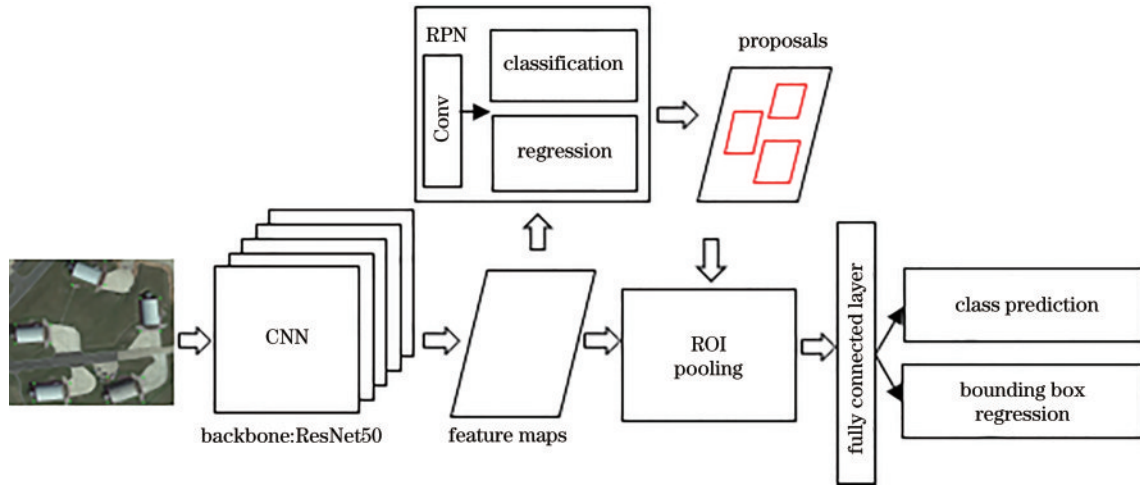 RPN
Conv
classification
regression
proposals
CNN
backbone:ResNet50
feature maps
ROI
pooling
fully connected layer
class prediction
bounding box
regression